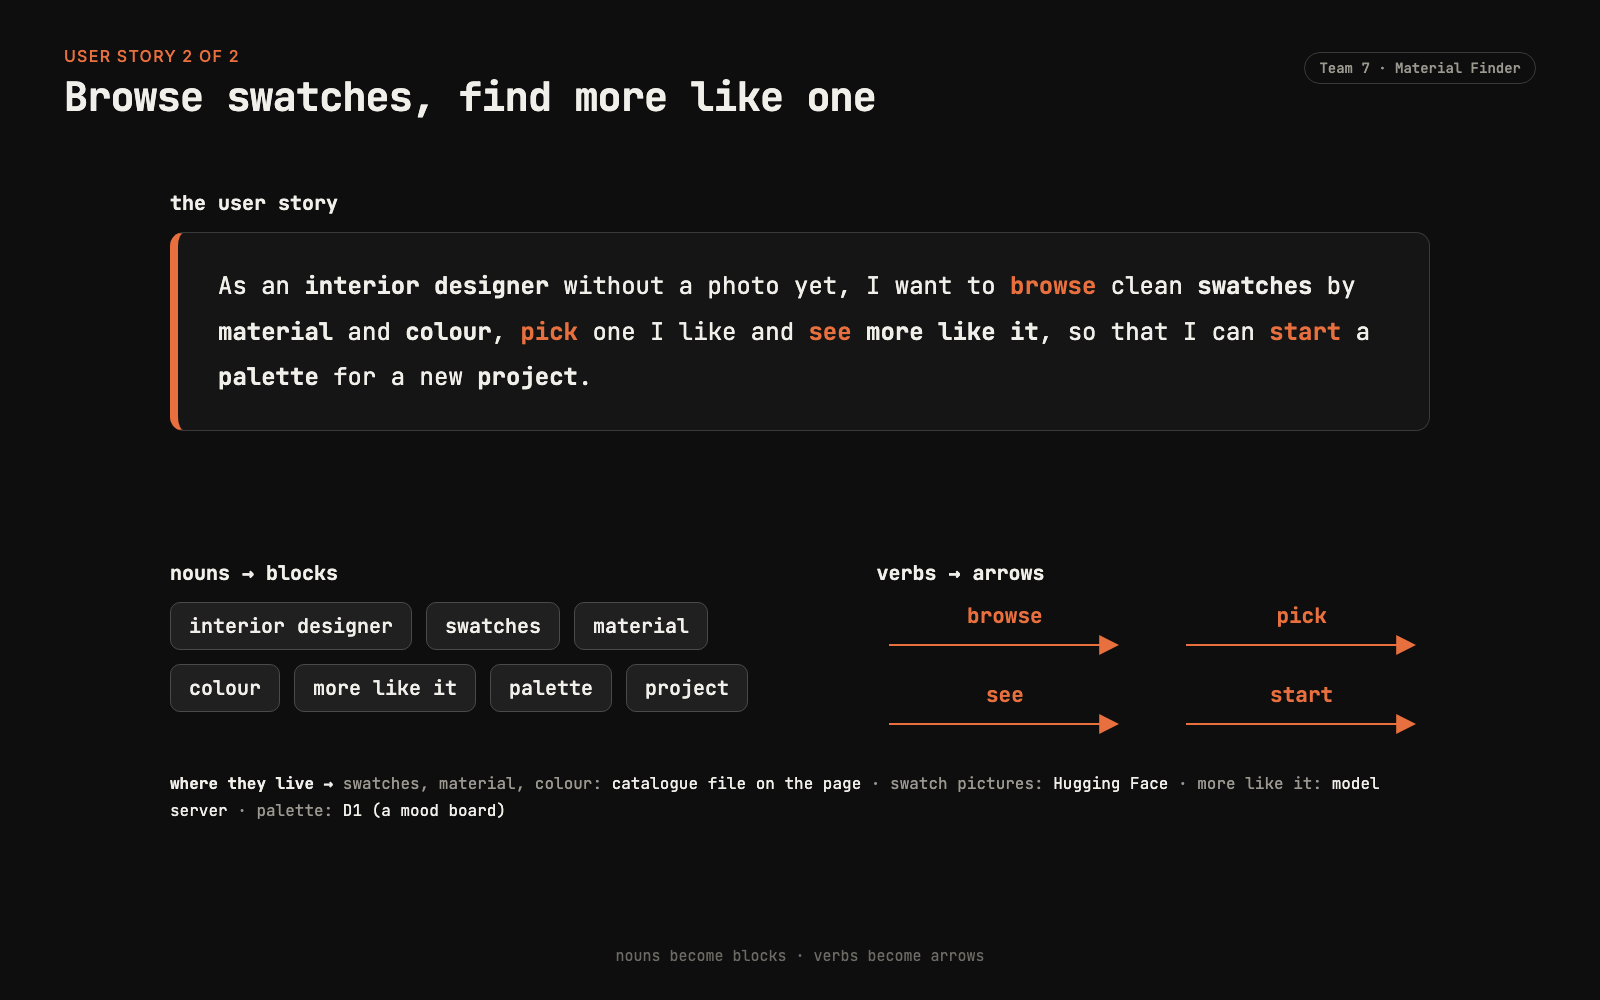 USER STORY 2 OF 2
Team 7 · Material Finder
Browse swatches, find more like one
the user story
As an interior designer without a photo yet, I want to browse clean swatches by
material and colour, pick one I like and see more like it, so that I can start a
palette for a new project.
nouns → blocks
interior designer swatches material
colour more like it palette project
verbs → arrows
browse pick
see start
where they live → swatches, material, colour: catalogue file on the page · swatch pictures: Hugging Face · more like it: model
server · palette: D1 (a mood board)
nouns become blocks · verbs become arrows